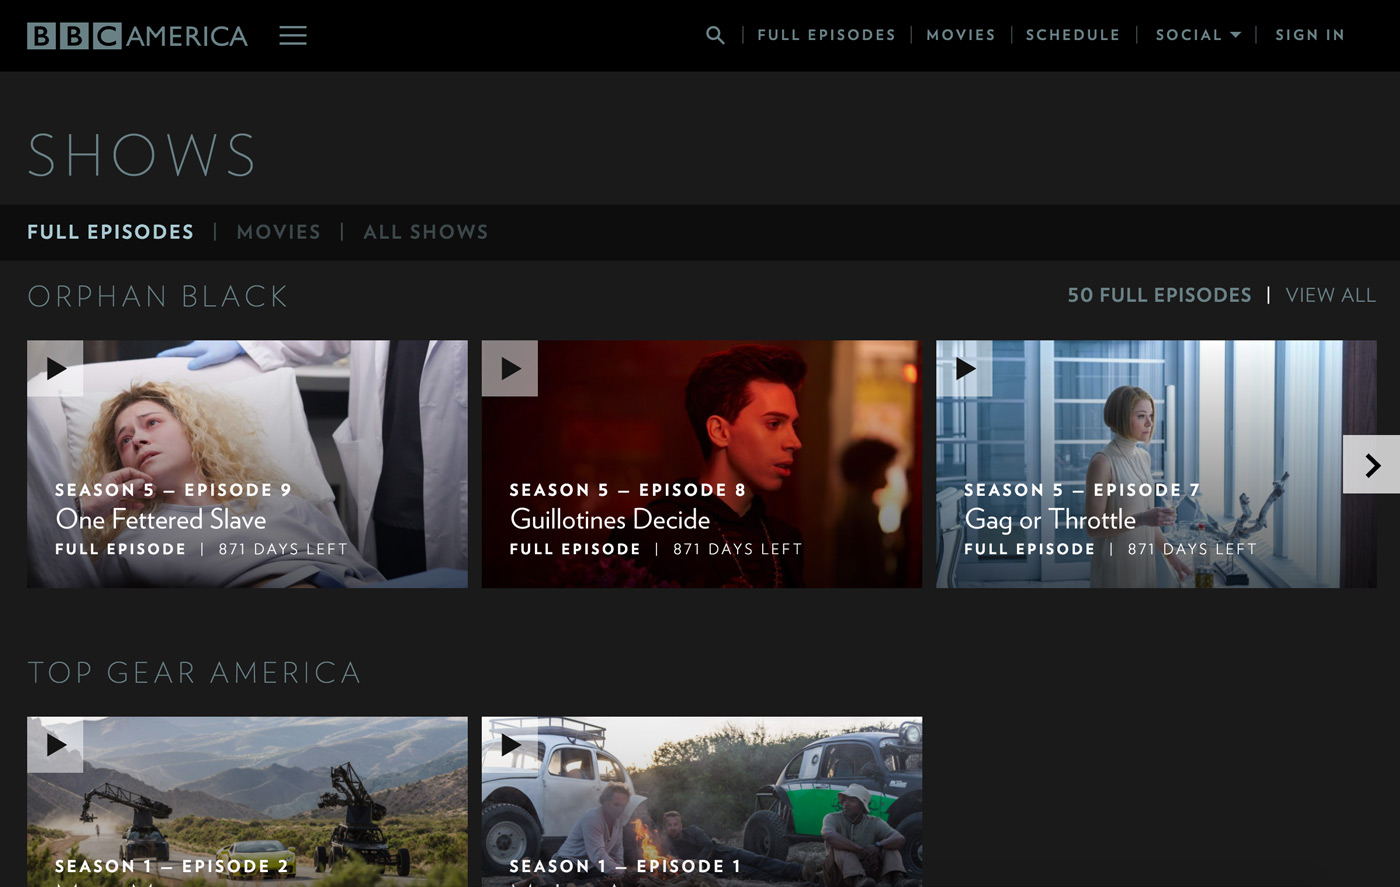 BBC AMERICA
FULL EPISODES | MOVIES | SCHEDULE | SOCIAL | SIGN IN
SHOWS
FULL EPISODES | MOVIES | ALL SHOWS
ORPHAN BLACK
50 FULL EPISODES | VIEW ALL
SEASON 5 – EPISODE 9
One Fettered Slave
FULL EPISODE | 871 DAYS LEFT
SEASON 5 – EPISODE 8
Guillotines Decide
FULL EPISODE | 871 DAYS LEFT
SEASON 5 – EPISODE 7
Gag or Throttle
FULL EPISODE | 871 DAYS LEFT
TOP GEAR AMERICA
SEASON 1 – EPISODE 2
SEASON 1 – EPISODE 1